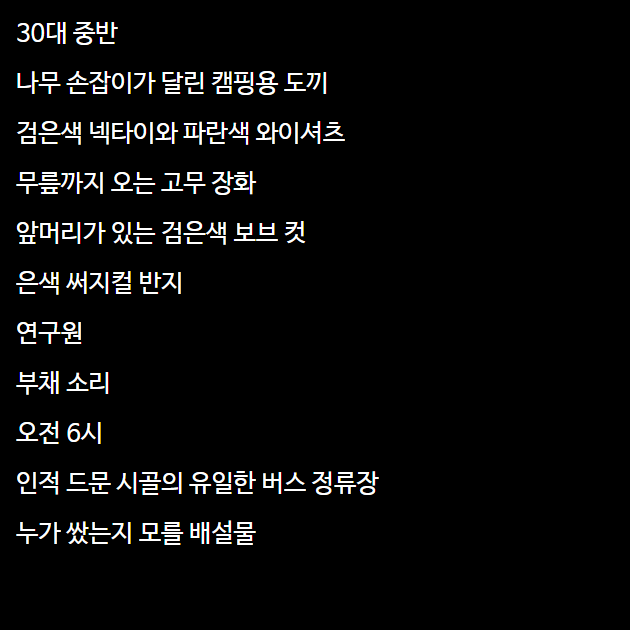 30대 중반
나무 손잡이가 달린 캠핑용 도끼
검은색 넥타이와 파란색 와이셔츠
무릎까지 오는 고무 장화
앞머리가 있는 검은색 보브 컷
은색 써지컬 반지
연구원
부채 소리
오전 6시
인적 드문 시골의 유일한 버스 정류장
누가 쌌는지 모를 배설물